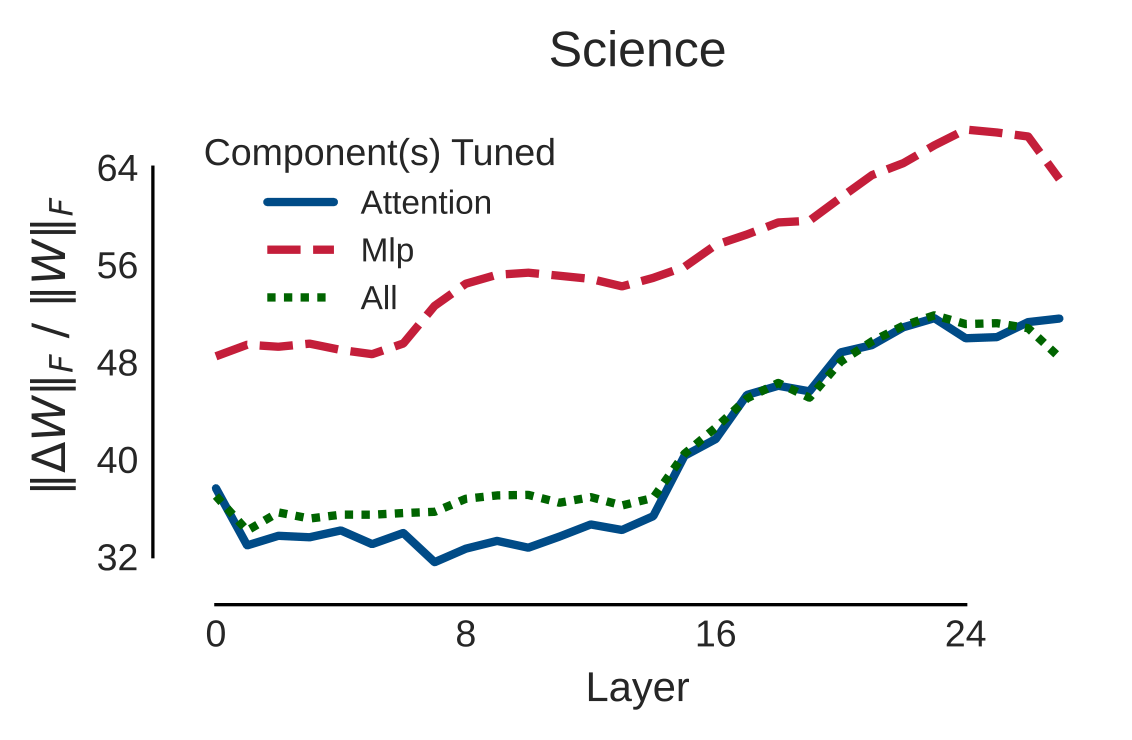 Science
Component(s) Tuned
Attention
Mlp
All
64
56
48
40
32
‖ΔW‖F / ‖W‖F
0 8 16 24
Layer